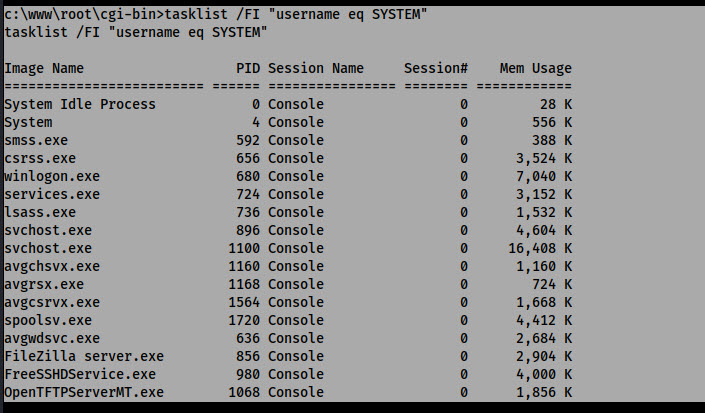 c:\www\root\cgi-bin>tasklist /FI "username eq SYSTEM"
tasklist /FI "username eq SYSTEM"

Image Name                   PID Session Name     Session#    Mem Usage
========================= ====== ================ ======== ============
System Idle Process            0 Console                 0         28 K
System                         4 Console                 0        556 K
smss.exe                     592 Console                 0        388 K
csrss.exe                    656 Console                 0      3,524 K
winlogon.exe                 680 Console                 0      7,040 K
services.exe                 724 Console                 0      3,152 K
lsass.exe                    736 Console                 0      1,532 K
svchost.exe                  896 Console                 0      4,604 K
svchost.exe                 1100 Console                 0     16,408 K
avgchsvx.exe                1160 Console                 0      1,160 K
avgrsx.exe                  1168 Console                 0        724 K
avgcsrvx.exe                1564 Console                 0      1,668 K
spoolsv.exe                 1720 Console                 0      4,412 K
avgwdsvc.exe                 636 Console                 0      2,684 K
FileZilla server.exe         856 Console                 0      2,904 K
FreeSSHDService.exe          980 Console                 0      4,000 K
OpenTFTPServerMT.exe        1068 Console                 0      1,856 K